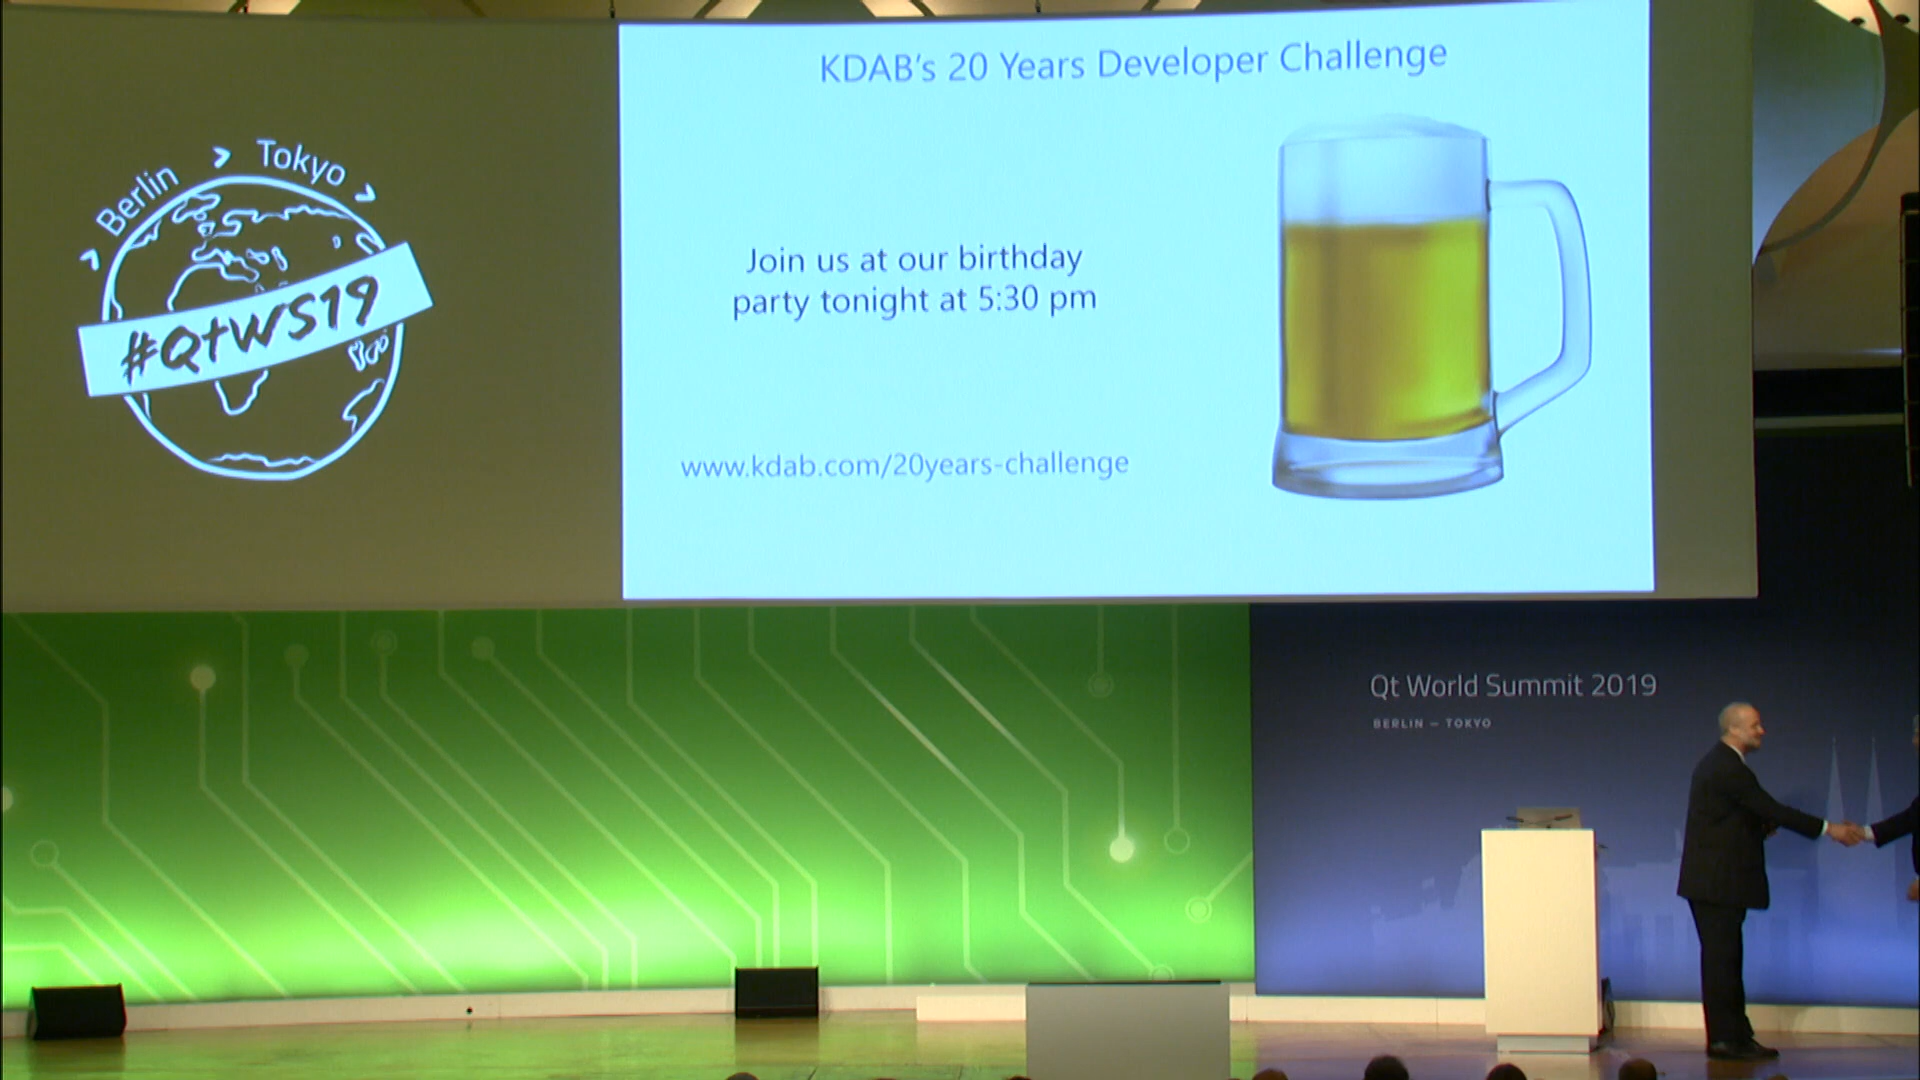 KDAB's 20 Years Developer Challenge
Berlin > Tokyo >
#QtWS19
Join us at our birthday
party tonight at 5:30 pm
www.kdab.com/20years-challenge
Qt World Summit 2019
BERLIN – TOKYO